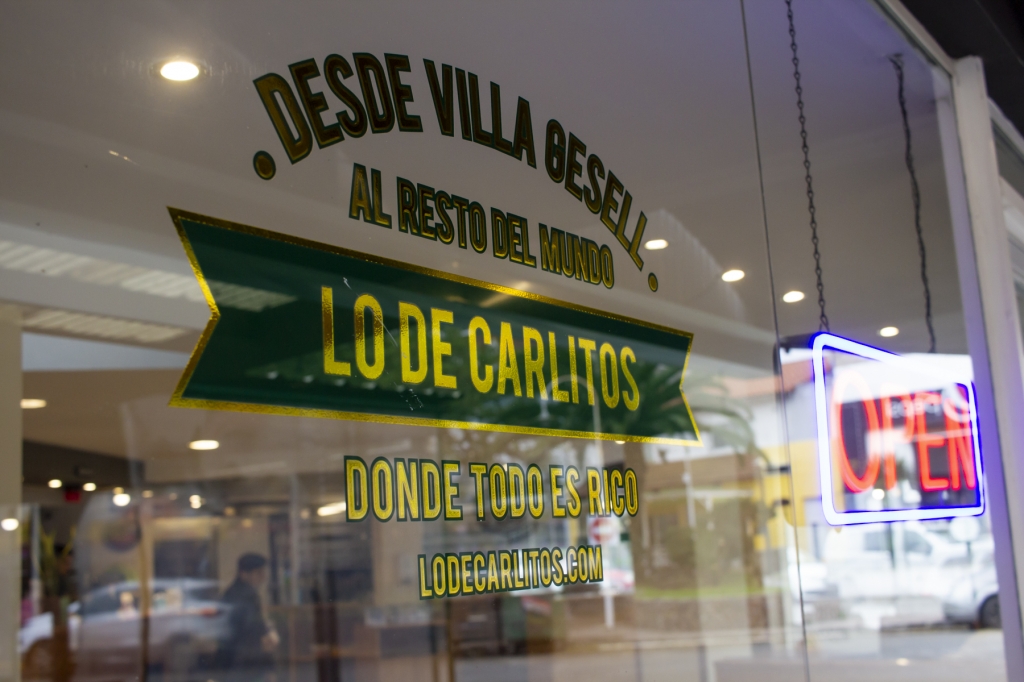 • DESDE VILLA GESELL •
AL RESTO DEL MUNDO
LO DE CARLITOS
DONDE TODO ES RICO
LODECARLITOS.COM
OPEN